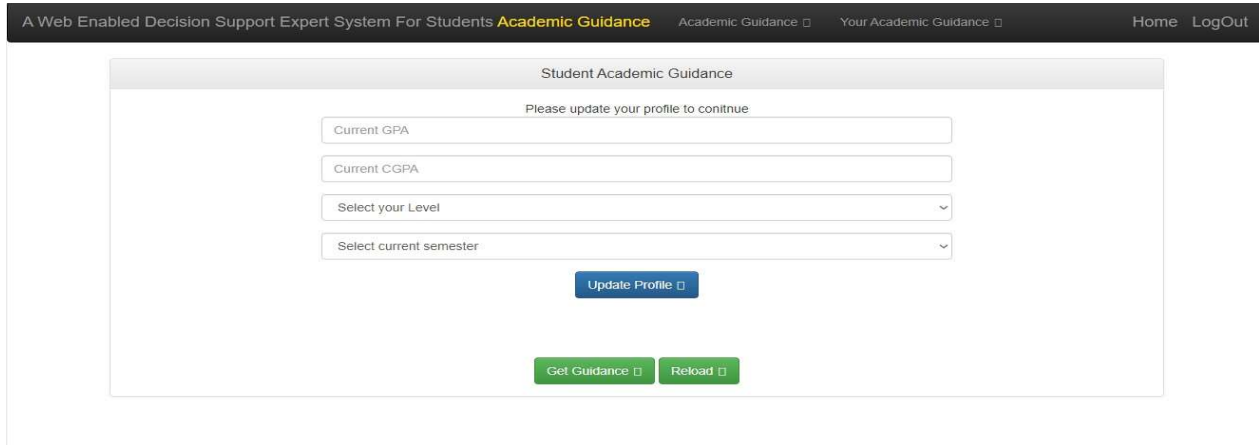 A Web Enabled Decision Support Expert System For Students Academic Guidance Academic Guidance Your Academic Guidance Home LogOut
Student Academic Guidance
Please update your profile to conitnue
Current GPA
Current CGPA
Select your Level
Select current semester
Update Profile
Get Guidance Reload